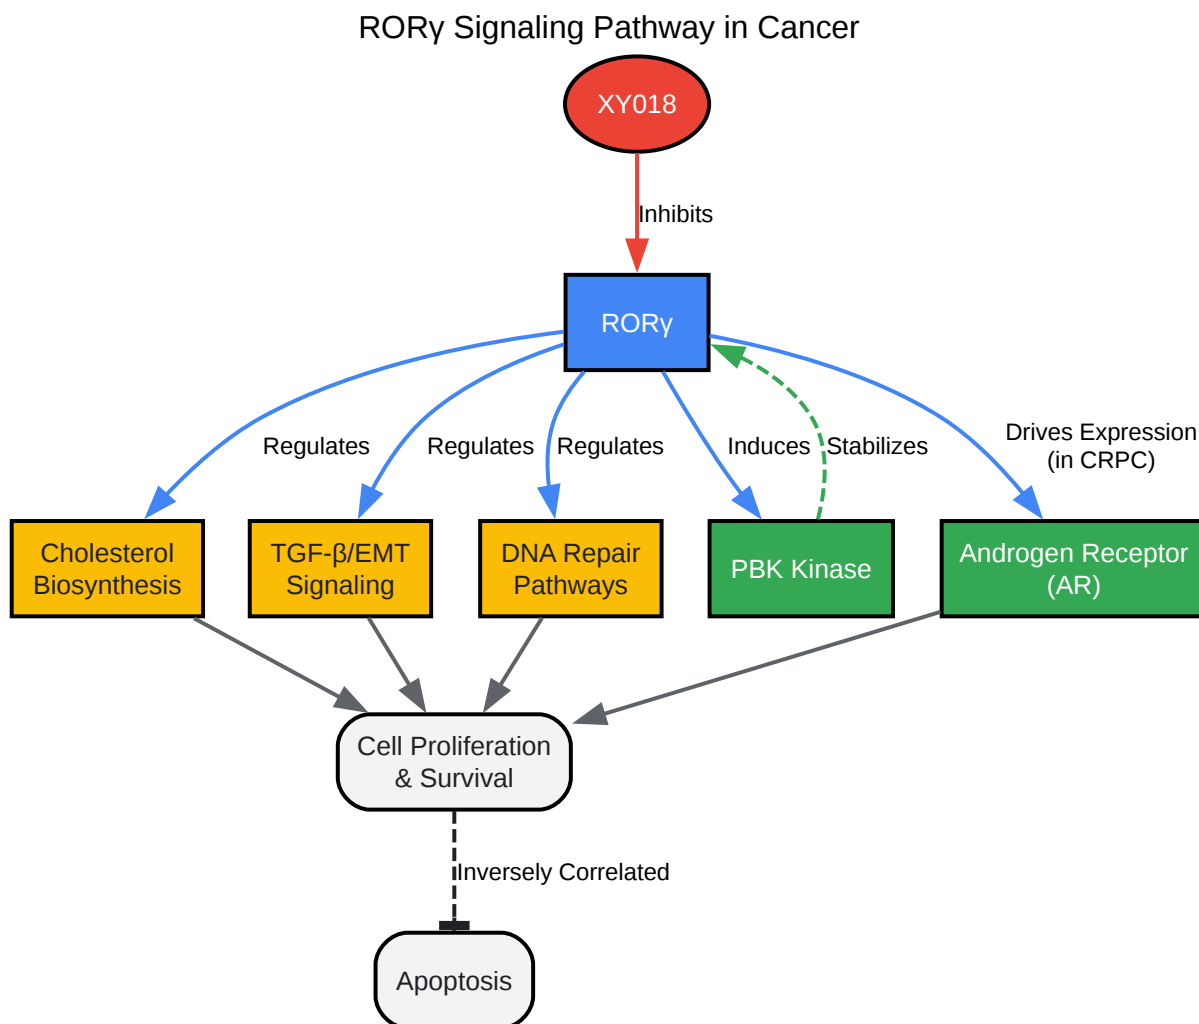 RORγ Signaling Pathway in Cancer
XY018
Inhibits
RORγ
Regulates
Regulates
Regulates
Induces
Stabilizes
Drives Expression
(in CRPC)
Cholesterol
Biosynthesis
TGF-β/EMT
Signaling
DNA Repair
Pathways
PBK Kinase
Androgen Receptor
(AR)
Cell Proliferation
& Survival
Inversely Correlated
Apoptosis